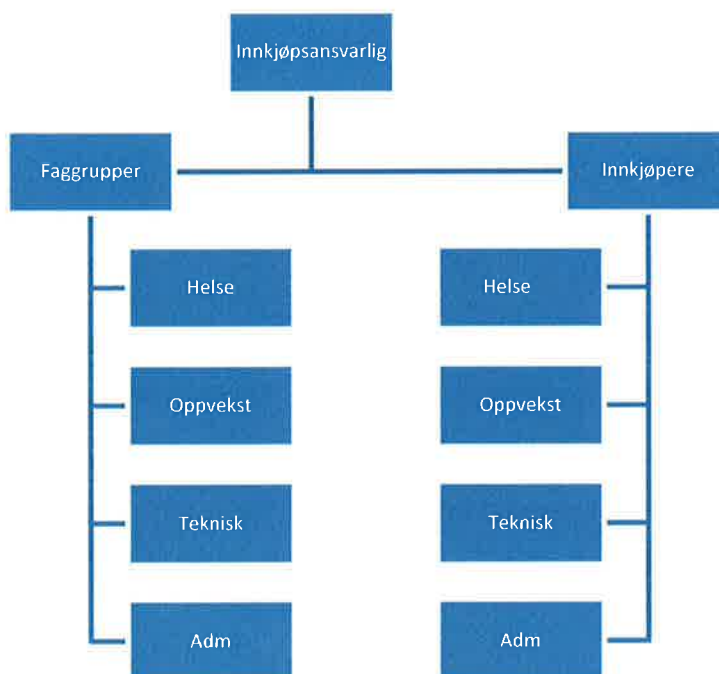 Innkjøpsansvarlig
Faggrupper
Innkjøpere
Helse
Helse
Oppvekst
Oppvekst
Teknisk
Teknisk
Adm
Adm